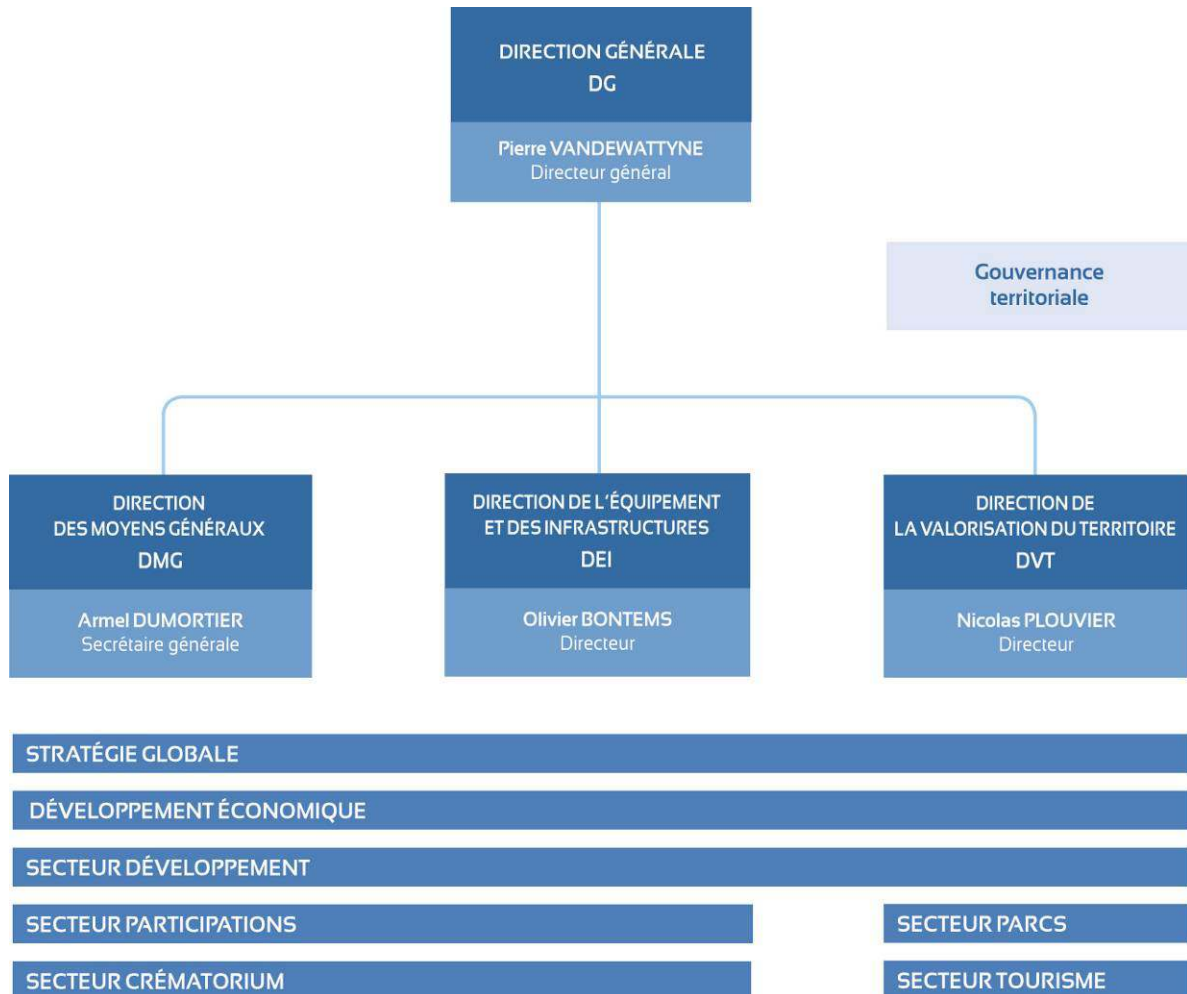 DIRECTION GÉNÉRALE
DG
Pierre VANDEWATTYNE
Directeur général
Gouvernance
territoriale
DIRECTION
DES MOYENS GÉNÉRAUX
DMG
Armel DUMORTIER
Secrétaire générale
DIRECTION DE L'ÉQUIPEMENT
ET DES INFRASTRUCTURES
DEI
Olivier BONTEMS
Directeur
DIRECTION DE
LA VALORISATION DU TERRITOIRE
DVT
Nicolas PLOUVIER
Directeur
STRATÉGIE GLOBALE
DÉVELOPPEMENT ÉCONOMIQUE
SECTEUR DÉVELOPPEMENT
SECTEUR PARTICIPATIONS
SECTEUR PARCS
SECTEUR CRÉMATORIUM
SECTEUR TOURISME